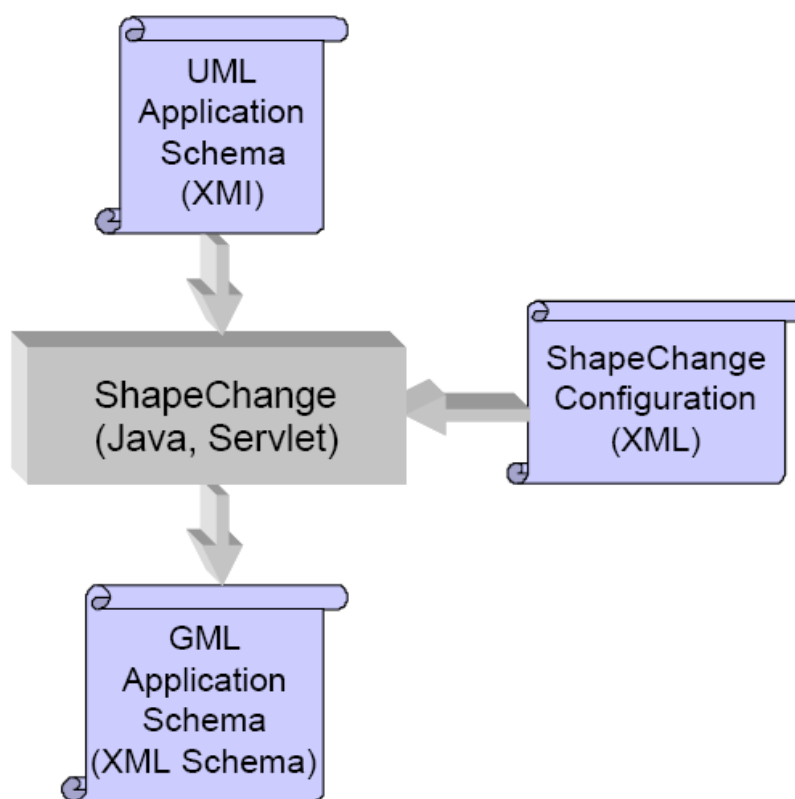 UML
Application
Schema
(XMI)
ShapeChange
(Java, Servlet)
ShapeChange
Configuration
(XML)
GML
Application
Schema
(XML Schema)